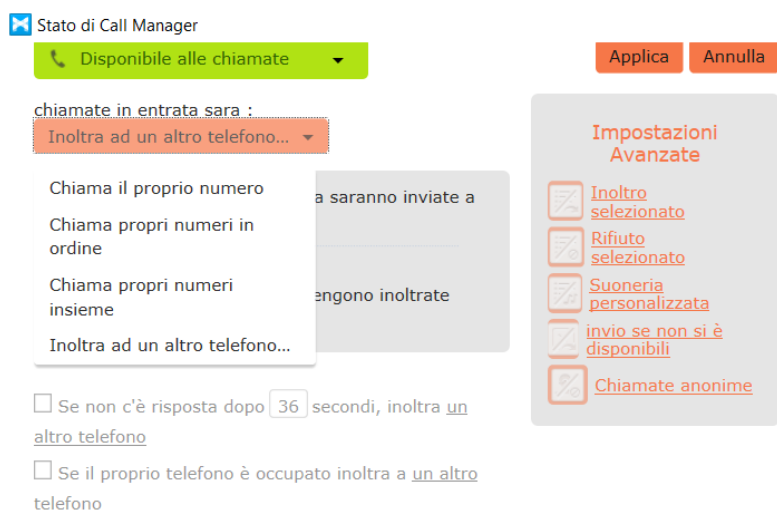 Stato di Call Manager
Disponibile alle chiamate
Applica
Annulla
chiamate in entrata sara :
Inoltra ad un altro telefono...
Chiama il proprio numero
Chiama propri numeri in
ordine
Chiama propri numeri
insieme
Inoltra ad un altro telefono...
a saranno inviate a
engono inoltrate
Se non c'è risposta dopo 36 secondi, inoltra un
altro telefono
Se il proprio telefono è occupato inoltra a un altro
telefono
Impostazioni
Avanzate
Inoltro
selezionato
Rifiuto
selezionato
Suoneria
personalizzata
invio se non si è
disponibili
Chiamate anonime